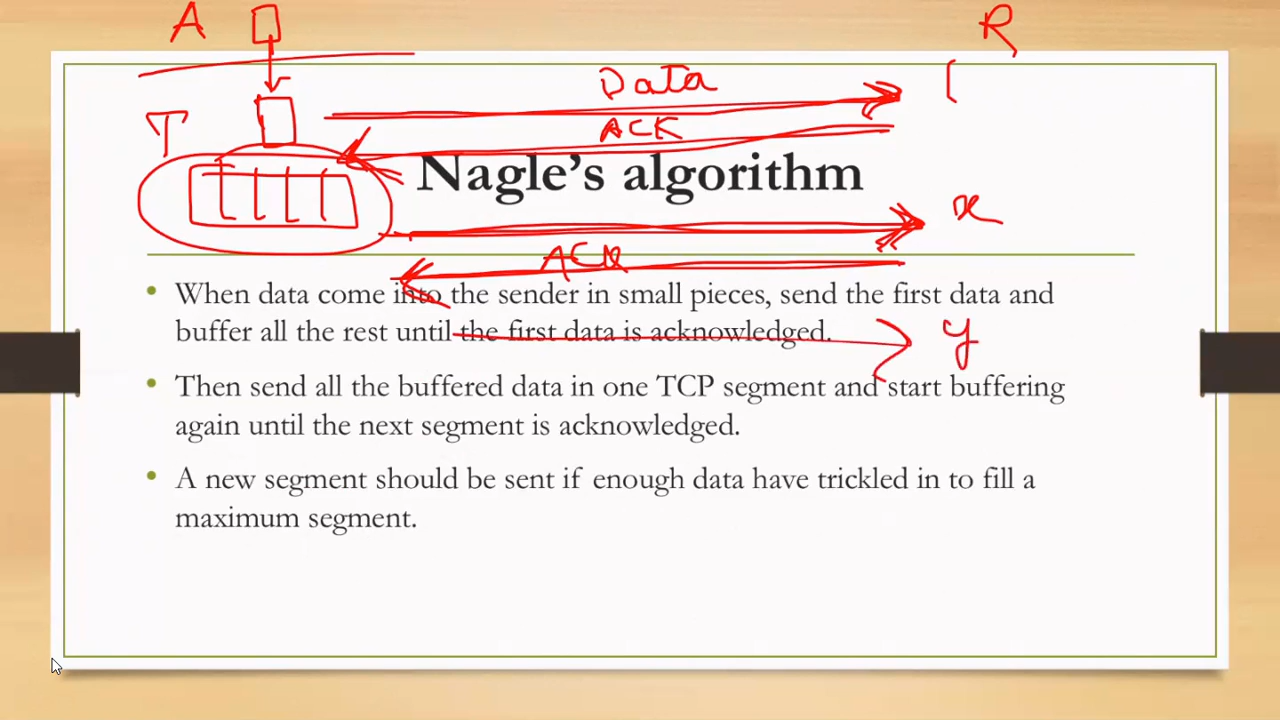 A R
Data 1
T ACK
Nagle's algorithm
x
ACK
• When data come into the sender in small pieces, send the first data and
buffer all the rest until the first data is acknowledged.
y
• Then send all the buffered data in one TCP segment and start buffering
again until the next segment is acknowledged.
• A new segment should be sent if enough data have trickled in to fill a
maximum segment.